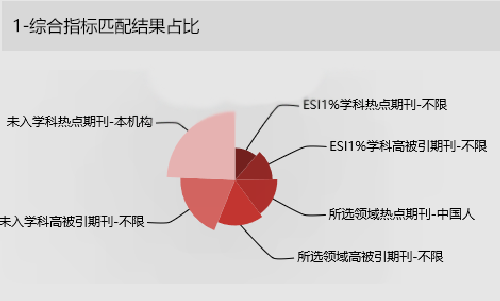 1-综合指标匹配结果占比
ESI1%学科热点期刊-不限
未入学科热点期刊-本机构
ESI1%学科高被引期刊-不限
所选领域热点期刊-中国人
未入学科高被引期刊-不限
所选领域高被引期刊-不限